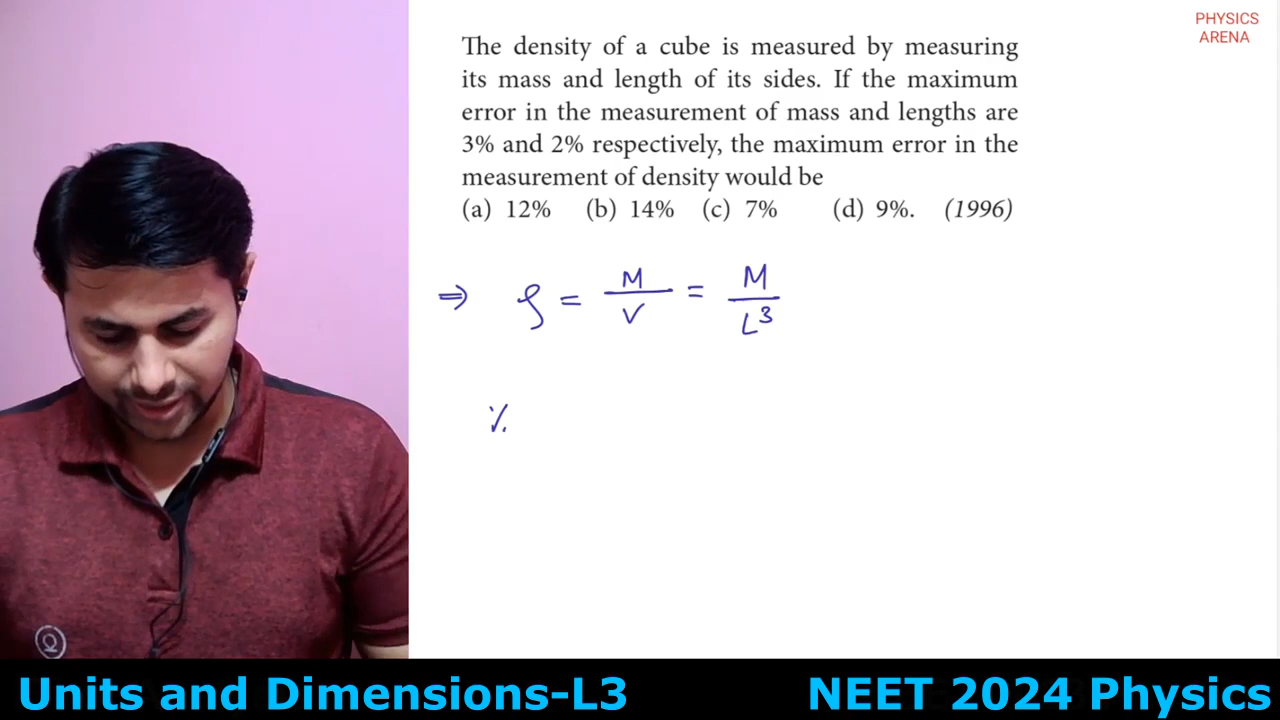 PHYSICS
ARENA
The density of a cube is measured by measuring
its mass and length of its sides. If the maximum
error in the measurement of mass and lengths are
3% and 2% respectively, the maximum error in the
measurement of density would be
(a) 12% (b) 14% (c) 7% (d) 9%. (1996)
⇒ ρ = M/V = M/L³
%
Units and Dimensions-L3 NEET 2024 Physics